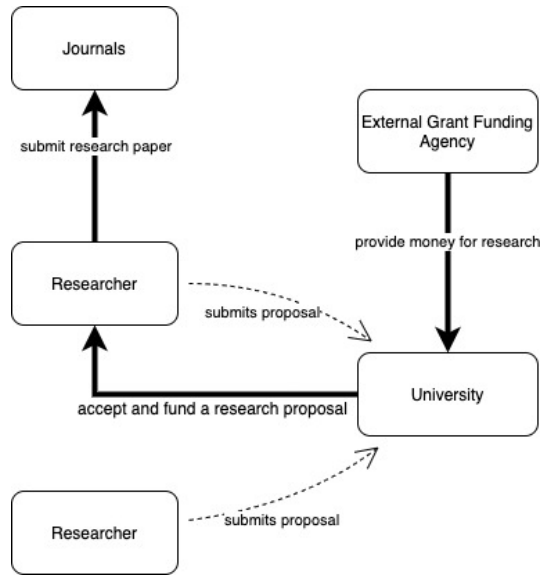 Journals
submit research paper
External Grant Funding
Agency
provide money for research
Researcher
submits proposal
University
accept and fund a research proposal
Researcher
submits proposal